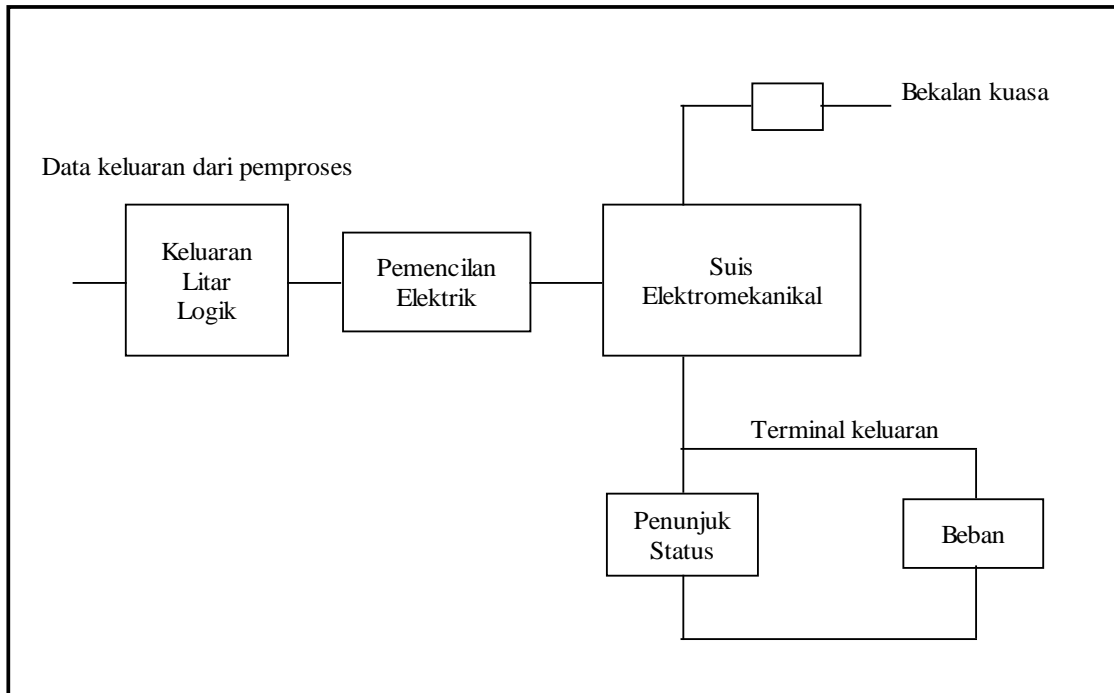 Bekalan kuasa
Data keluaran dari pemproses
Keluaran
Litar
Logik
Pemencilan
Elektrik
Suis
Elektromekanikal
Terminal keluaran
Penunjuk
Status
Beban